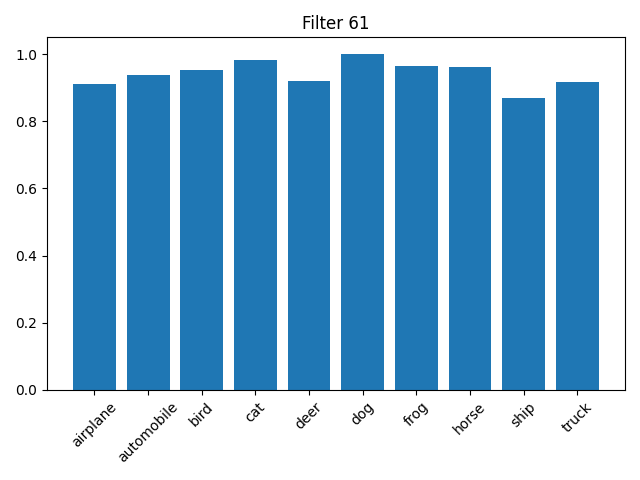 Filter 61
1.0
0.8
0.6
0.4
0.2
0.0
airplane
automobile
bird
cat
deer
dog
frog
horse
ship
truck